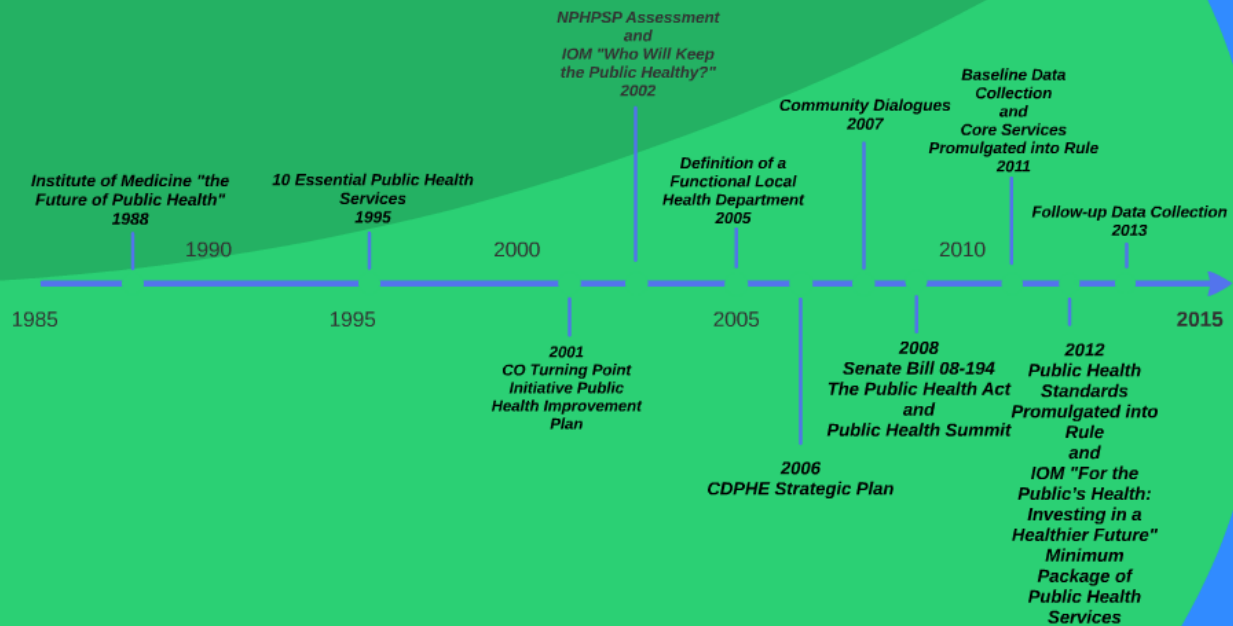 NPHPSP Assessment
and
IOM "Who Will Keep
the Public Healthy?"
2002
Baseline Data
Collection
and
Core Services
Promulgated into Rule
2011
Community Dialogues
2007
Definition of a
Functional Local
Health Department
2005
Institute of Medicine "the
Future of Public Health"
1988
10 Essential Public Health
Services
1995
Follow-up Data Collection
2013
1990
2000
2010
1985
1995
2005
2015
2001
CO Turning Point
Initiative Public
Health Improvement
Plan
2006
CDPHE Strategic Plan
2008
Senate Bill 08-194
The Public Health Act
and
Public Health Summit
2012
Public Health
Standards
Promulgated into
Rule
and
IOM "For the
Public's Health:
Investing in a
Healthier Future"
Minimum
Package of
Public Health
Services